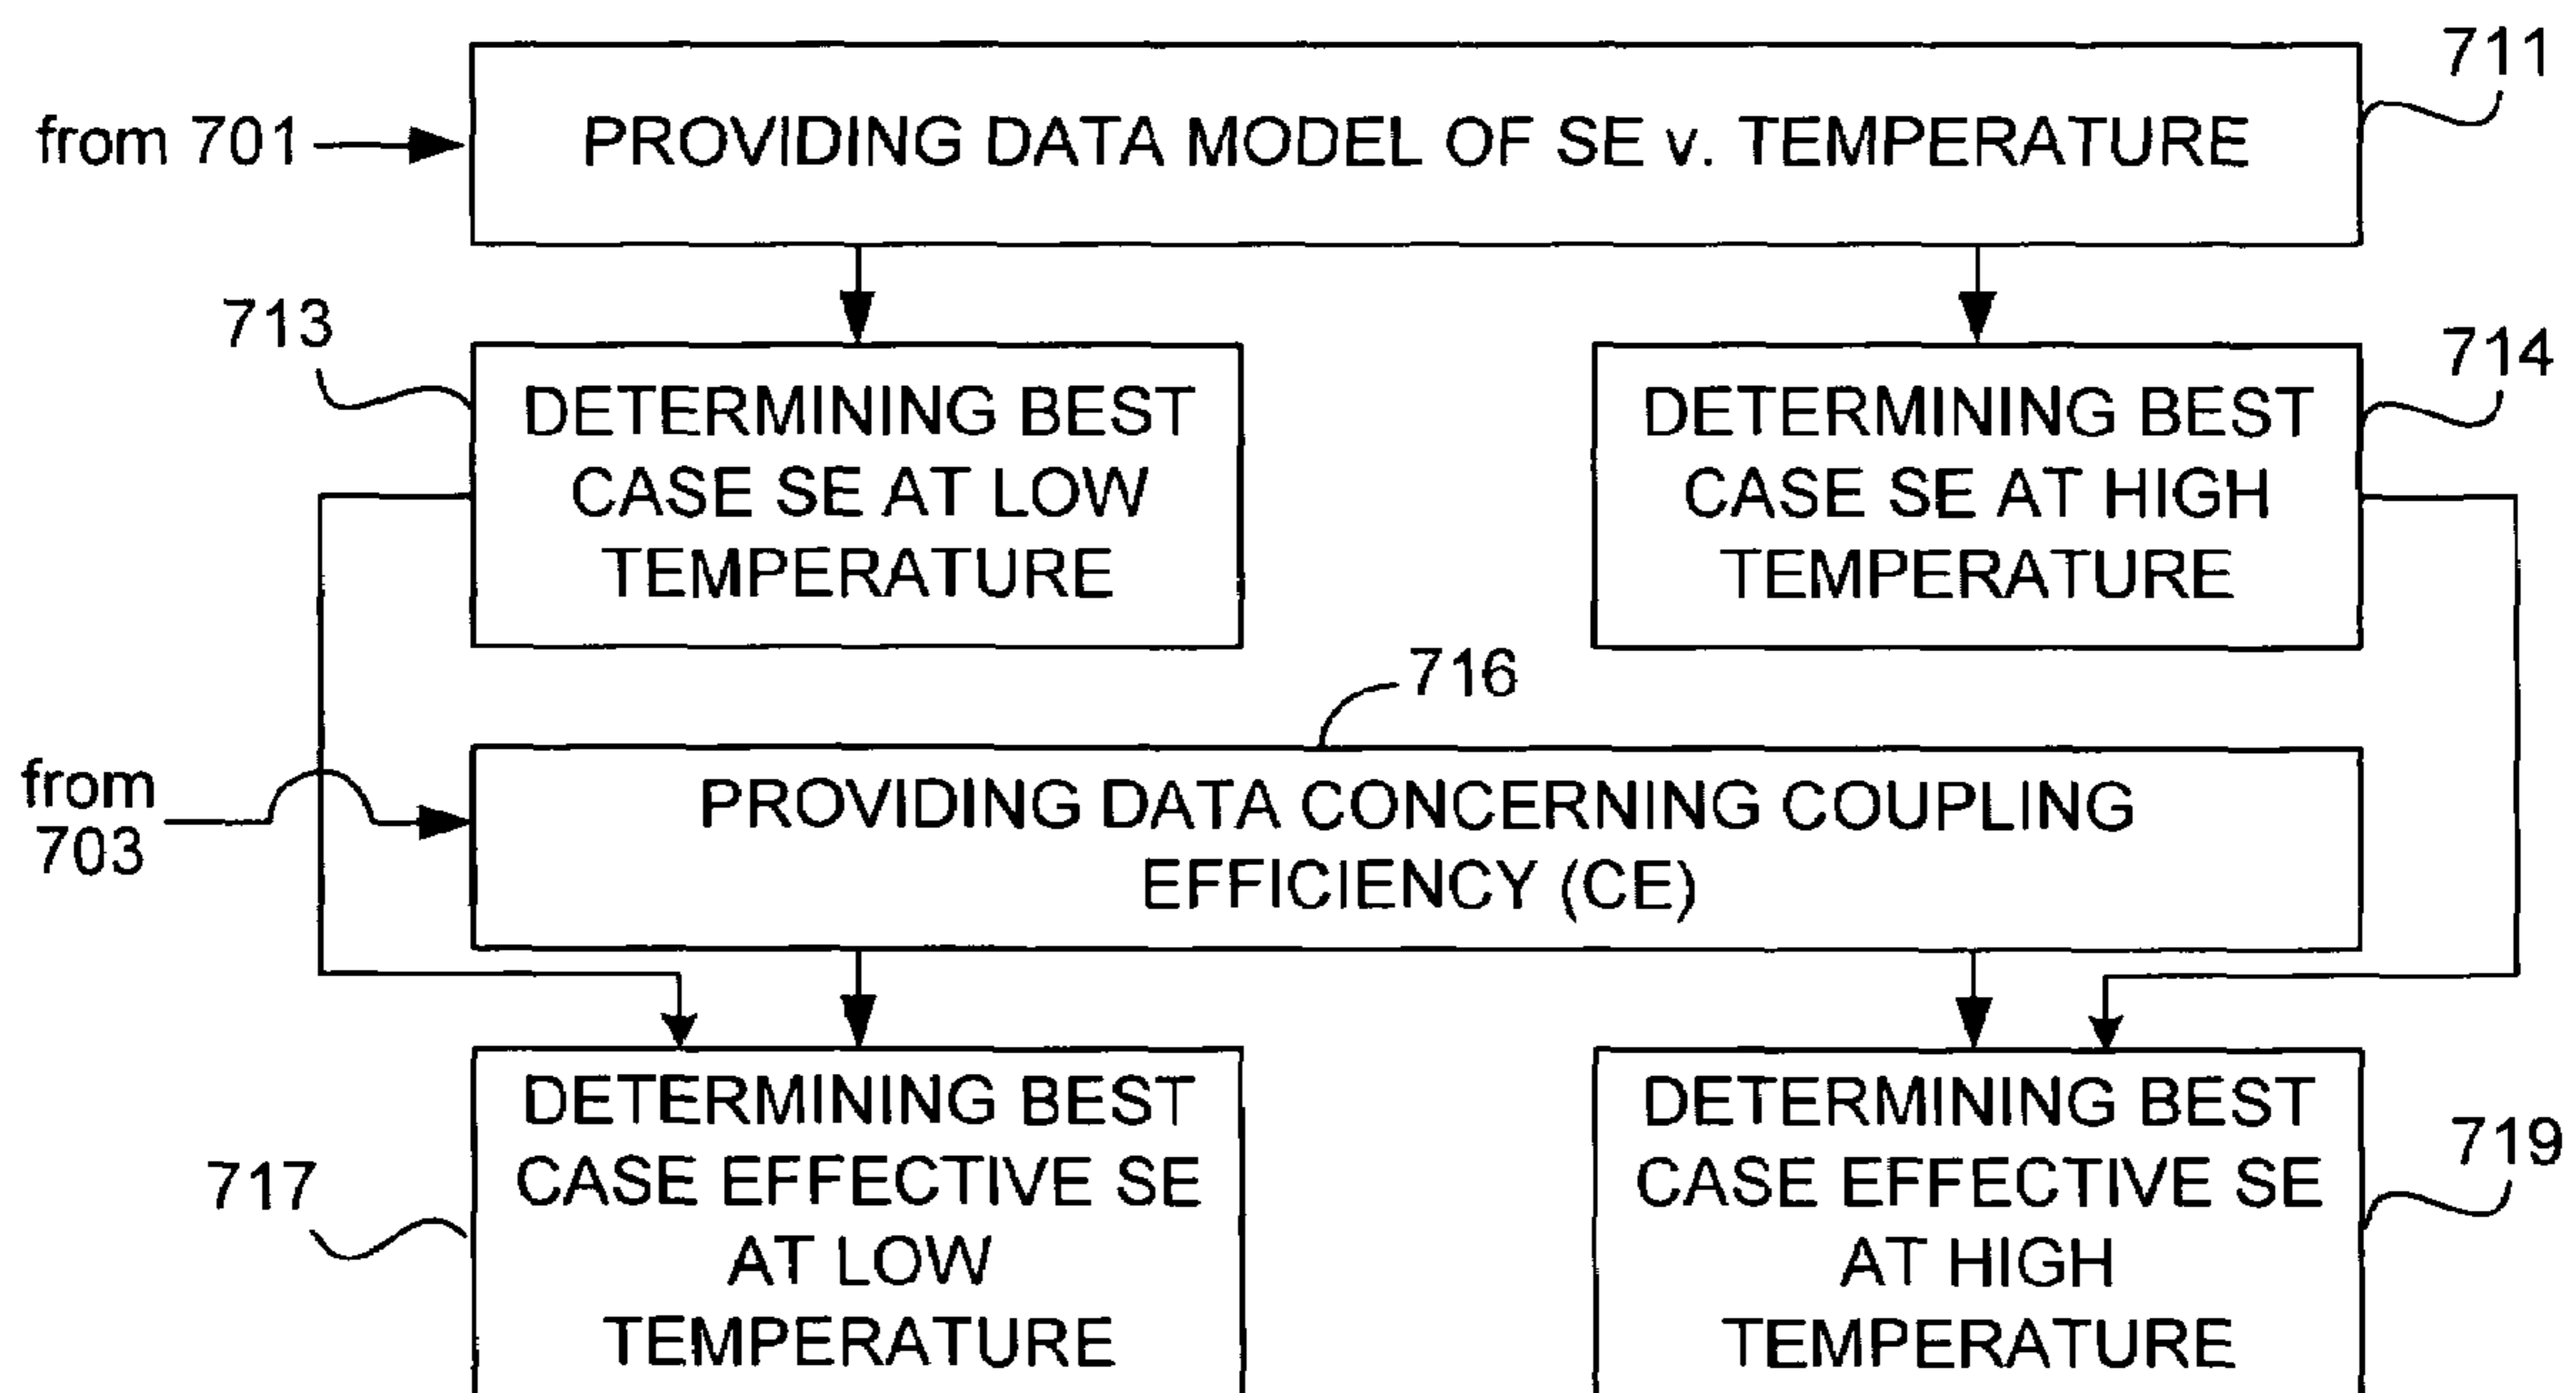 711
from 701
PROVIDING DATA MODEL OF SE v. TEMPERATURE
713
DETERMINING BEST
CASE SE AT LOW
TEMPERATURE
714
DETERMINING BEST
CASE SE AT HIGH
TEMPERATURE
716
from
703
PROVIDING DATA CONCERNING COUPLING
EFFICIENCY (CE)
717
DETERMINING BEST
CASE EFFECTIVE SE
AT LOW
TEMPERATURE
719
DETERMINING BEST
CASE EFFECTIVE SE
AT HIGH
TEMPERATURE